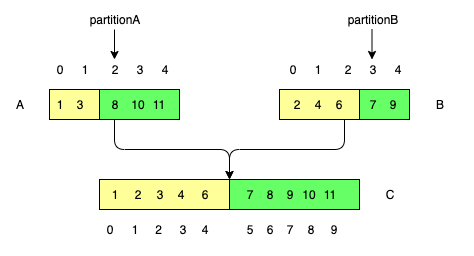 partitionA partitionB
0 1 2 3 4 0 1 2 3 4
A 1 3 8 10 11 2 4 6 7 9 B
1 2 3 4 6 7 8 9 10 11 C
0 1 2 3 4 5 6 7 8 9